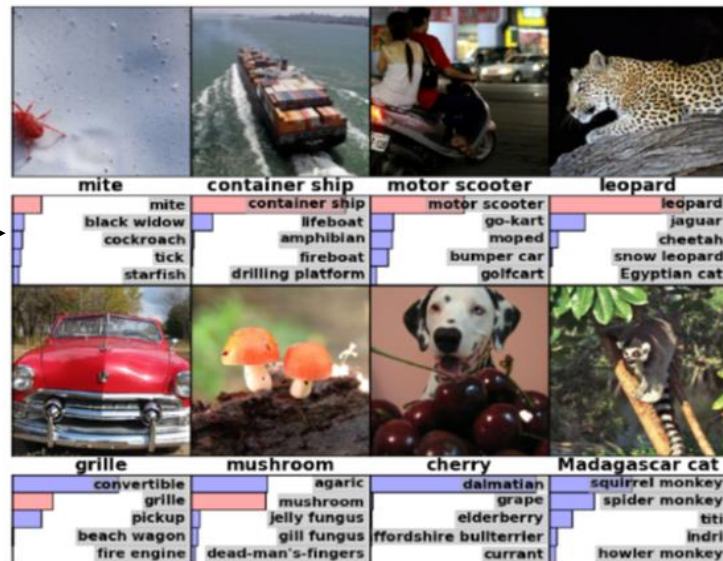 mite
container ship
motor scooter
leopard
mite
black widow
cockroach
tick
starfish
container ship
lifeboat
amphibian
fireboat
drilling platform
motor scooter
go-kart
moped
bumper car
golfcart
leopard
jaguar
cheetah
snow leopard
Egyptian cat
grille
mushroom
cherry
Madagascar cat
convertible
grille
pickup
beach wagon
fire engine
agaric
mushroom
jelly fungus
gill fungus
dead-man's-fingers
dalmatian
grape
elderberry
ffordshire bullterrier
currant
squirrel monkey
spider monkey
titi
indri
howler monkey